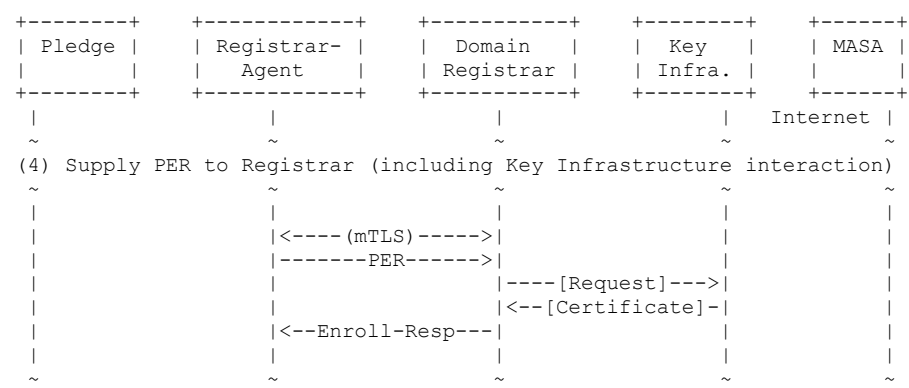 Pledge Registrar- Domain Key MASA
Agent Registrar Infra.
Internet
(4) Supply PER to Registrar (including Key Infrastructure interaction)
(mTLS)
PER
[Request]
[Certificate]
Enroll-Resp